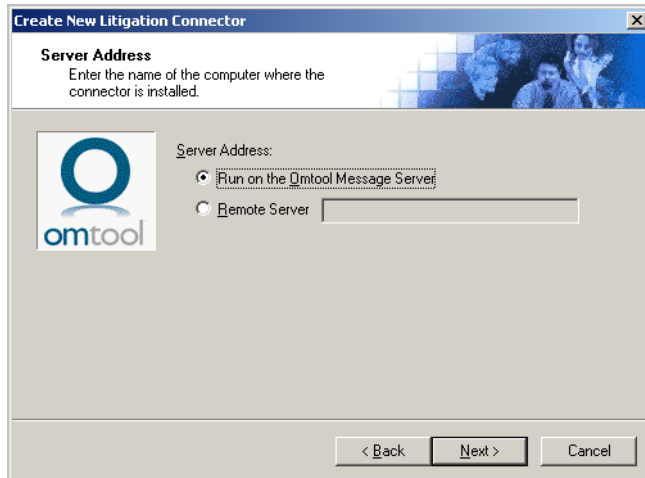 Create New Litigation Connector
Server Address
Enter the name of the computer where the
connector is installed.
omtool
Server Address:
Run on the Omtool Message Server
Remote Server
< Back
Next >
Cancel